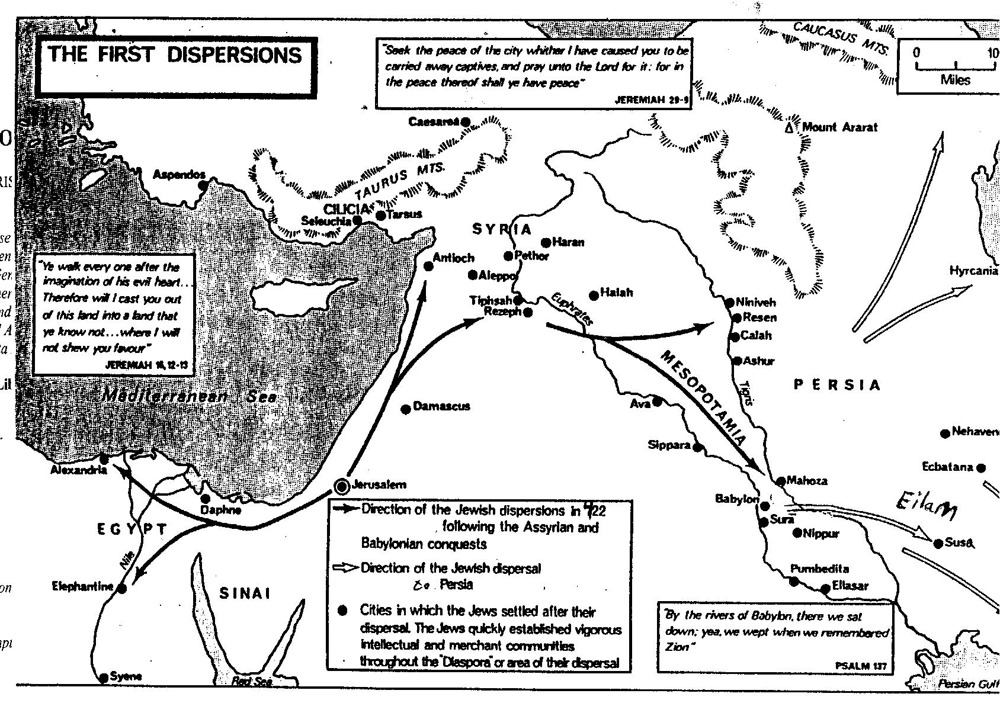 THE FIRST DISPERSIONS
"Seek the peace of the city whither I have caused you to be
carried away captives, and pray unto the Lord for it: for in
the peace thereof shall ye have peace"
JEREMIAH 29-9
CAUCASUS MTS.
0 10
Miles
Caesarea
Mount Ararat
TAURUS MTS.
Aspendos
CILICIA
Seleuchia
Tarsus
SYRIA
Haran
Pethor
Antioch
Aleppo
Hyrcania
"Ye walk every one after the
imagination of his evil heart...
Therefore will I cast you out
of this land into a land that
ye know not...where I will
not shew you favour"
JEREMIAH 16, 12-13
Tiphsah
Rezeph
Euphrates
Halah
Niniveh
Resen
Calah
Ashur
MESOPOTAMIA
Tigris
PERSIA
Mediterranean Sea
Damascus
Ava
Sippara
Nehaven
Ecbatana
Alexandria
Jerusalem
Mahoza
Daphne
Babylon
Eilam
Sura
Nippur
Susa
EGYPT
Nile
Elephantine
SINAI
Pumbedita
Ellasar
Direction of the Jewish dispersions in 722
following the Assyrian and
Babylonian conquests
Direction of the Jewish dispersal
to Persia
Cities in which the Jews settled after their
dispersal. The Jews quickly established vigorous
intellectual and merchant communities
throughout the "Diaspora" or area of their dispersal
"By the rivers of Babylon, there we sat
down; yea, we wept when we remembered
Zion"
PSALM 137
Syene
Red Sea
Persian Gulf